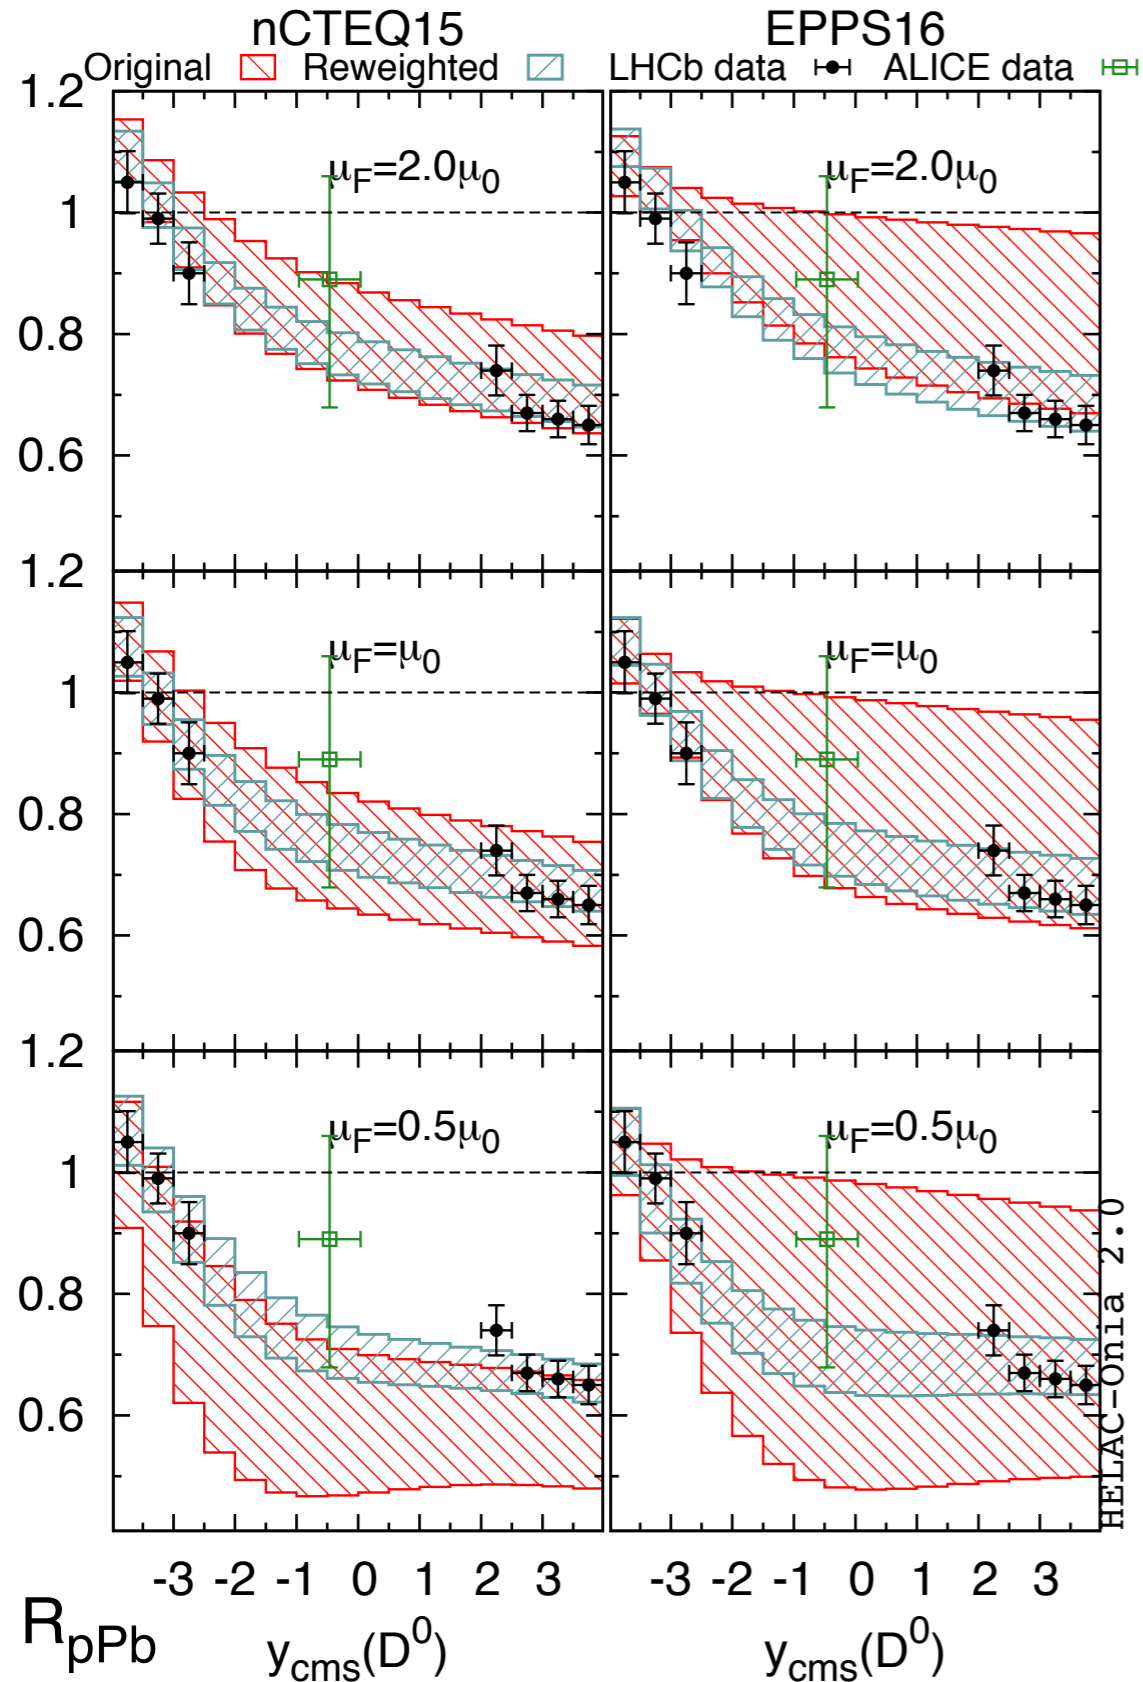 nCTEQ15 EPPS16
Original Reweighted LHCb data ALICE data
1.2
μF=2.0μ0 μF=2.0μ0
1
0.8
0.6
1.2
μF=μ0 μF=μ0
1
0.8
0.6
1.2
μF=0.5μ0 μF=0.5μ0
1
0.8
0.6
HELAC-Onia 2.0
-3 -2 -1 0 1 2 3 -3 -2 -1 0 1 2 3
RpPb
ycms(D⁰) ycms(D⁰)